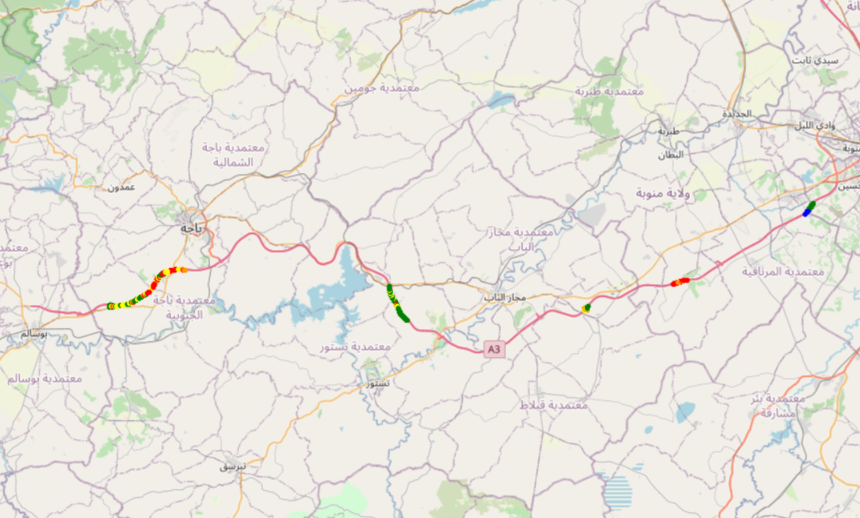 سيدي ثابت
معتمدية جومين
معتمدية طبربة
الجديدة
وادي الليل
طبربة
البطان
معتمدية باجة
الشمالية
عمدون
ولاية منوبة
باجة
معتمدية مجاز
الباب
معتمدية المرناقية
مجاز الباب
معتمدية باجة
الجنوبية
بوسالم
معتمدية تستور
A3
معتمدية بوسالم
تستور
معتمدية قبلاط
معتمدية بئر
مشارقة
تبرسق